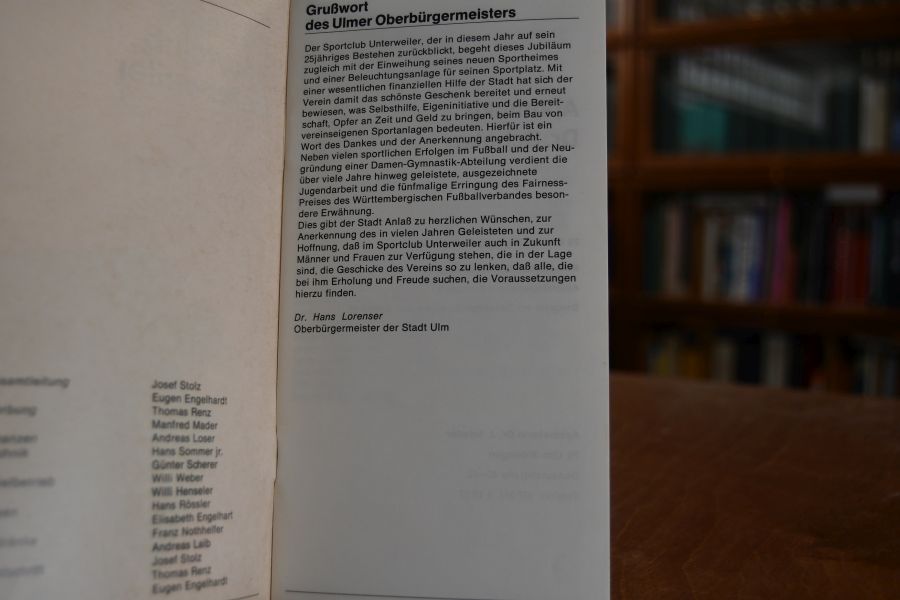 Josef Stolz
Eugen Engelhardt
Thomas Renz
Manfred Mader
Andreas Loser
Hans Sommer jr.
Günter Scherer
Willi Weber
Willi Henseler
Hans Rössler
Elisabeth Engelhart
Franz Nothhelfer
Andreas Laib
Josef Stolz
Thomas Renz
Eugen Engelhardt
Grußwort
des Ulmer Oberbürgermeisters
Der Sportclub Unterweiler, der in diesem Jahr auf sein
25jähriges Bestehen zurückblickt, begeht dieses Jubiläum
zugleich mit der Einweihung seines neuen Sportheimes
und einer Beleuchtungsanlage für seinen Sportplatz. Mit
einer wesentlichen finanziellen Hilfe der Stadt hat sich der
Verein damit das schönste Geschenk bereitet und erneut
bewiesen, was Selbsthilfe, Eigeninitiative und die Bereit-
schaft, Opfer an Zeit und Geld zu bringen, beim Bau von
vereinseigenen Sportanlagen bedeuten. Hierfür ist ein
Wort des Dankes und der Anerkennung angebracht.
Neben vielen sportlichen Erfolgen im Fußball und der Neu-
gründung einer Damen-Gymnastik-Abteilung verdient die
über viele Jahre hinweg geleistete, ausgezeichnete
Jugendarbeit und die fünfmalige Erringung des Fairness-
Preises des Württembergischen Fußballverbandes beson-
dere Erwähnung.
Dies gibt der Stadt Anlaß zu herzlichen Wünschen, zur
Anerkennung des in vielen Jahren Geleisteten und zur
Hoffnung, daß im Sportclub Unterweiler auch in Zukunft
Männer und Frauen zur Verfügung stehen, die in der Lage
sind, die Geschicke des Vereins so zu lenken, daß alle, die
bei ihm Erholung und Freude suchen, die Voraussetzungen
hierzu finden.
Dr. Hans Lorenser
Oberbürgermeister der Stadt Ulm